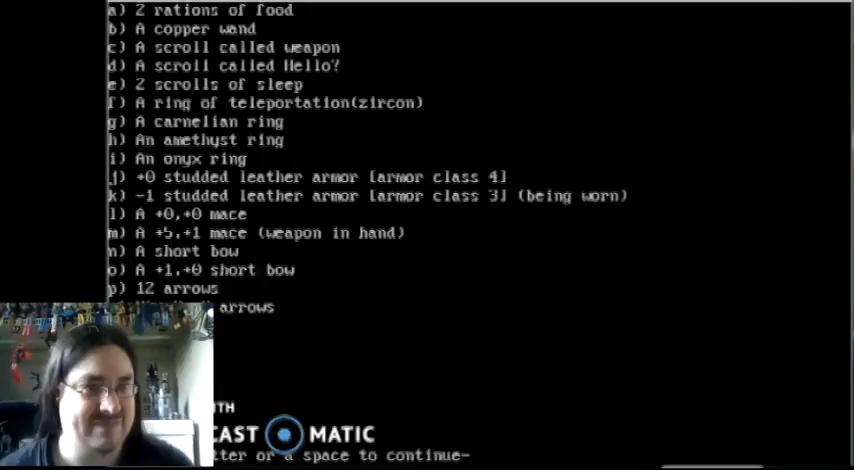 a) 2 rations of food
b) A copper wand
c) A scroll called weapon
d) A scroll called Hello?
e) 2 scrolls of sleep
f) A ring of teleportation(zircon)
g) A carnelian ring
h) An amethyst ring
i) An onyx ring
j) +0 studded leather armor [armor class 4]
k) -1 studded leather armor [armor class 3] (being worn)
l) A +0,+0 mace
m) A +5,+1 mace (weapon in hand)
n) A short bow
o) A +1,+0 short bow
p) 12 arrows
arrows
ITH
CAST MATIC
tter or a space to continue-